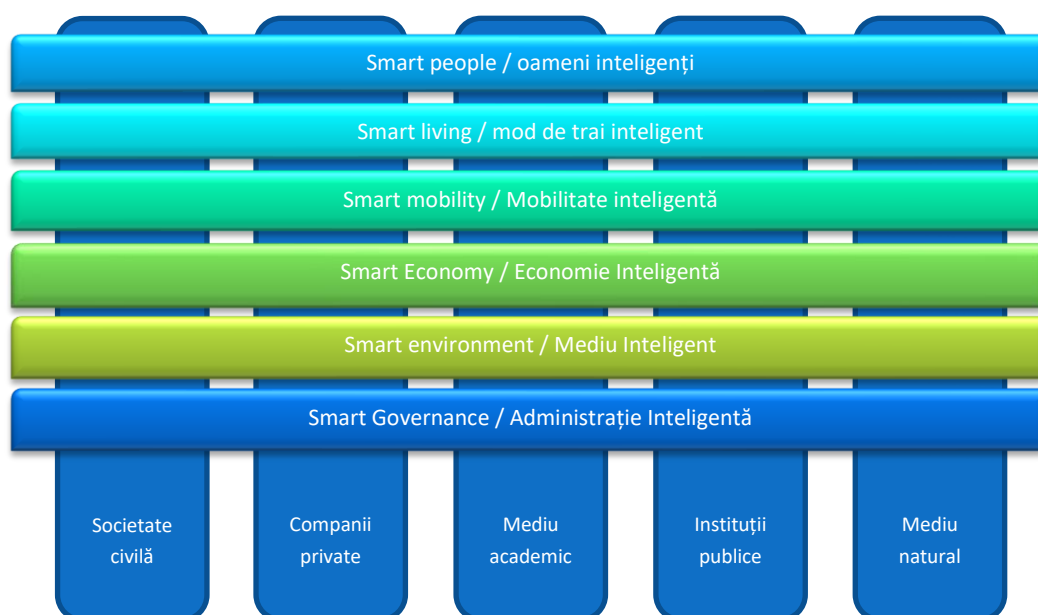 Smart people / oameni inteligenți
Smart living / mod de trai inteligent
Smart mobility / Mobilitate inteligentă
Smart Economy / Economie Inteligentă
Smart environment / Mediu Inteligent
Smart Governance / Administrație Inteligentă
Societate
civilă
Companii
private
Mediu
academic
Instituții
publice
Mediu
natural